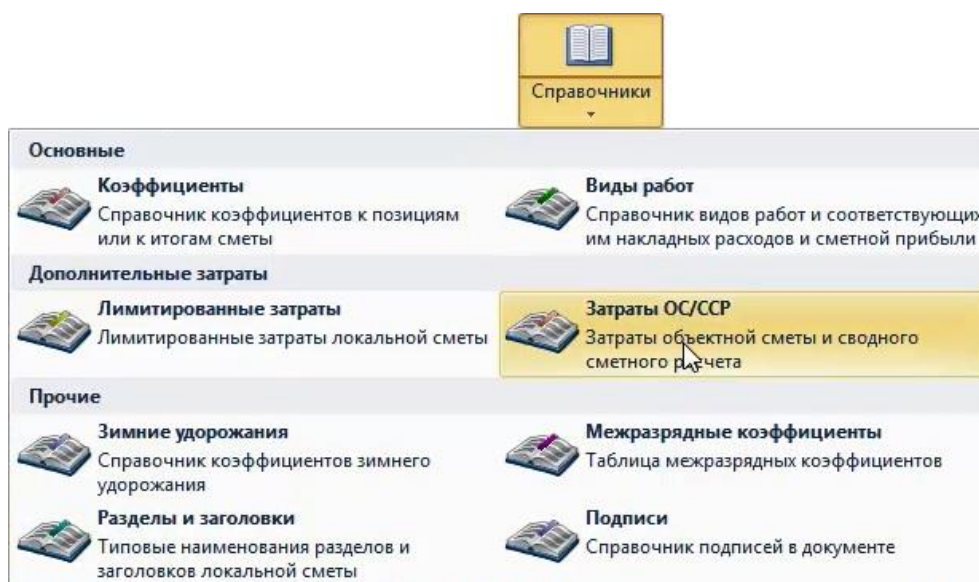 Справочники
Основные
Коэффициенты
Справочник коэффициентов к позициям
или к итогам сметы
Виды работ
Справочник видов работ и соответствующих
им накладных расходов и сметной прибыли
Дополнительные затраты
Лимитированные затраты
Лимитированные затраты локальной сметы
Затраты ОС/ССР
Затраты объектной сметы и сводного
сметного расчета
Прочие
Зимние удорожания
Справочник коэффициентов зимнего
удорожания
Межразрядные коэффициенты
Таблица межразрядных коэффициентов
Разделы и заголовки
Типовые наименования разделов и
заголовков локальной сметы
Подписи
Справочник подписей в документе